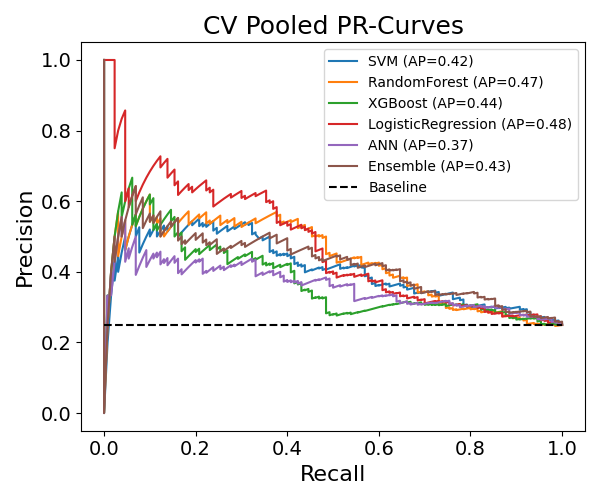 CV Pooled PR-Curves
SVM (AP=0.42)
RandomForest (AP=0.47)
XGBoost (AP=0.44)
LogisticRegression (AP=0.48)
ANN (AP=0.37)
Ensemble (AP=0.43)
Baseline
Precision
1.0
0.8
0.6
0.4
0.2
0.0
0.0 0.2 0.4 0.6 0.8 1.0
Recall